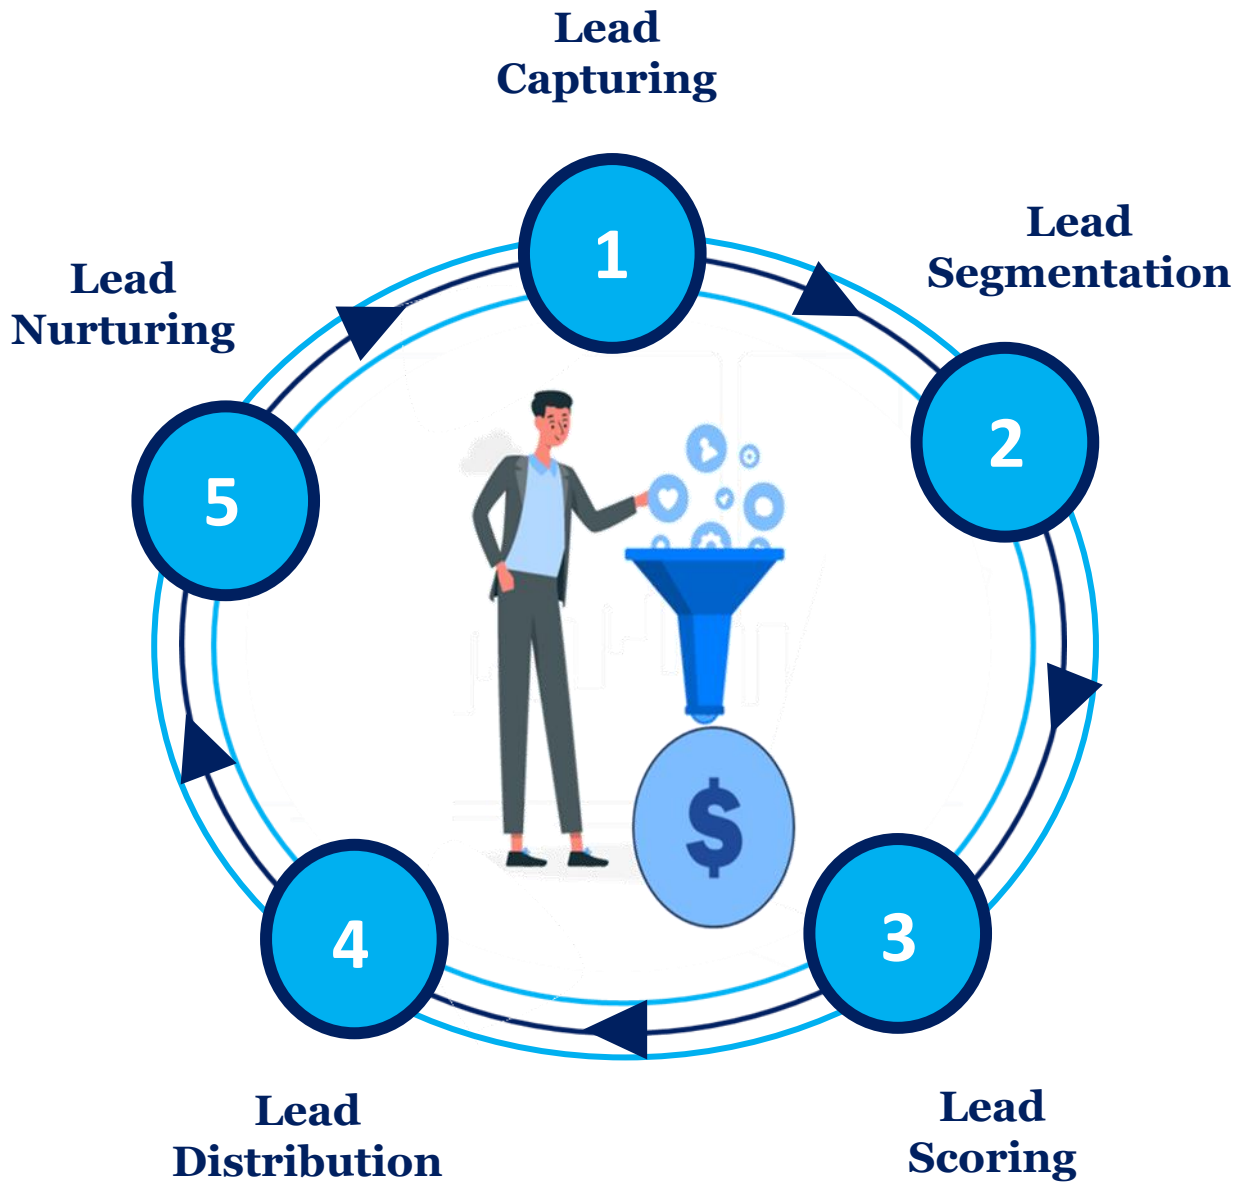 Lead
Capturing
1
Lead
Segmentation
2
Lead
Scoring
3
Lead
Distribution
4
Lead
Nurturing
5
$